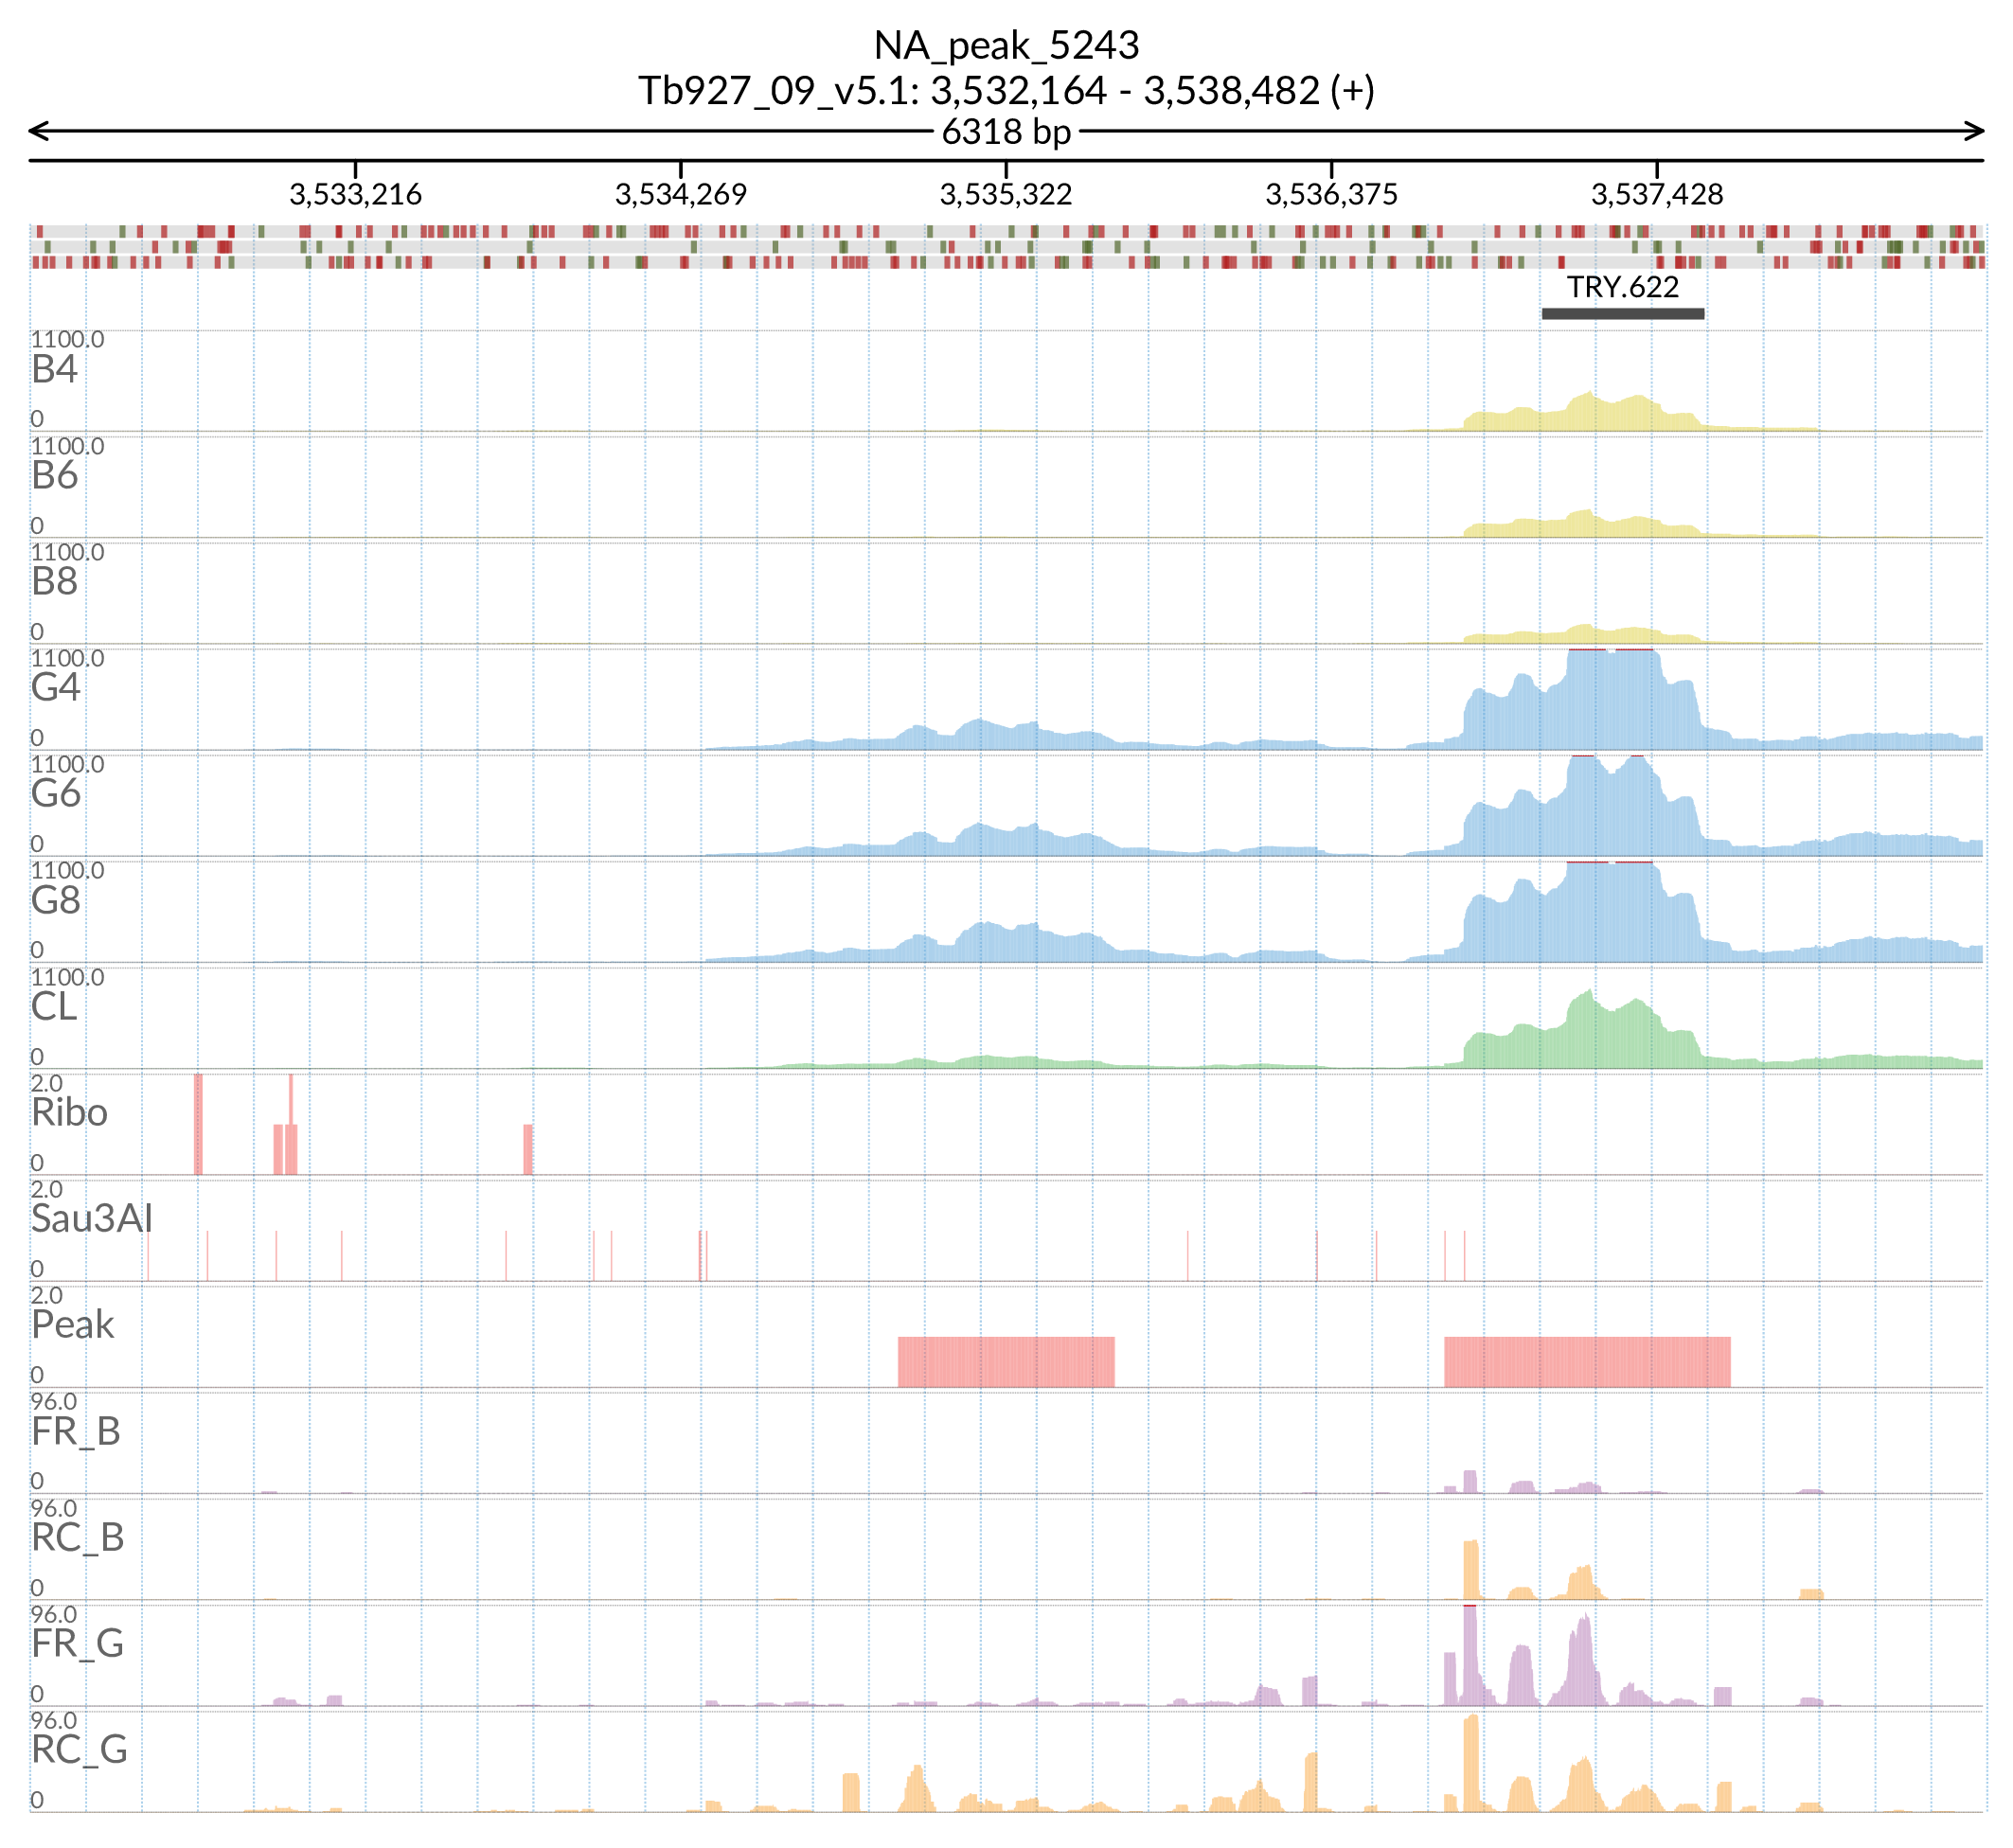 NA_peak_5243
Tb927_09_v5.1: 3,532,164 - 3,538,482 (+)
6318 bp
3,533,216 3,534,269 3,535,322 3,536,375 3,537,428
TRY.622
1100.0
B4
0
1100.0
B6
0
1100.0
B8
0
1100.0
G4
0
1100.0
G6
0
1100.0
G8
0
1100.0
CL
0
2.0
Ribo
0
2.0
Sau3AI
0
2.0
Peak
0
96.0
FR_B
0
96.0
RC_B
0
96.0
FR_G
0
96.0
RC_G
0